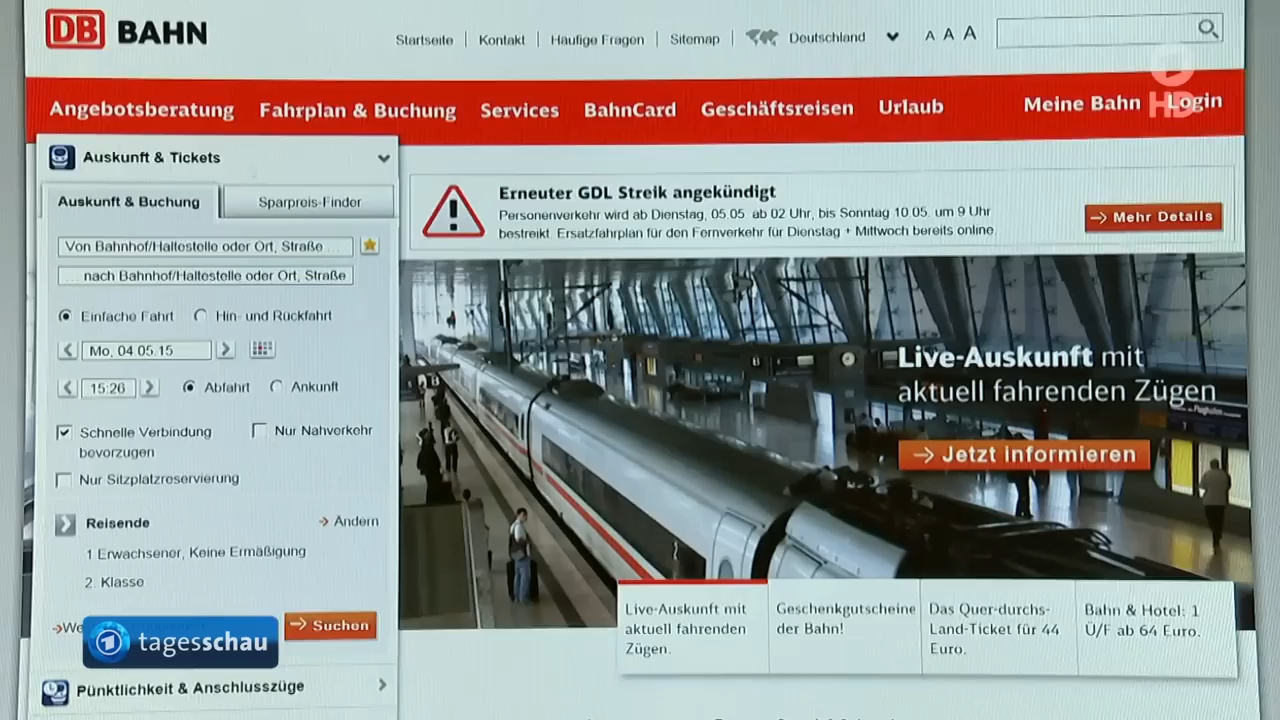 DB BAHN
Startseite | Kontakt | Häufige Fragen | Sitemap | Deutschland A A A
HD
Angebotsberatung Fahrplan & Buchung Services BahnCard Geschäftsreisen Urlaub Meine Bahn Login
Auskunft & Tickets
Auskunft & Buchung Sparpreis-Finder
Von Bahnhof/Haltestelle oder Ort, Straße ...
... nach Bahnhof/Haltestelle oder Ort, Straße
Einfache Fahrt Hin- und Rückfahrt
Mo, 04.05.15
15:26 Abfahrt Ankunft
Schnelle Verbindung Nur Nahverkehr
bevorzugen
Nur Sitzplatzreservierung
Reisende Ändern
1 Erwachsener, Keine Ermäßigung
2. Klasse
Suchen
tagesschau
Pünktlichkeit & Anschlusszüge
Erneuter GDL Streik angekündigt
Personenverkehr wird ab Dienstag, 05.05. ab 02 Uhr, bis Sonntag 10.05. um 9 Uhr
bestreikt. Ersatzfahrplan für den Fernverkehr für Dienstag + Mittwoch bereits online.
Mehr Details
Live-Auskunft mit
aktuell fahrenden Zügen
Jetzt informieren
Live-Auskunft mit
aktuell fahrenden
Zügen.
Geschenkgutscheine
der Bahn!
Das Quer-durchs-
Land-Ticket für 44
Euro.
Bahn & Hotel: 1
Ü/F ab 64 Euro.